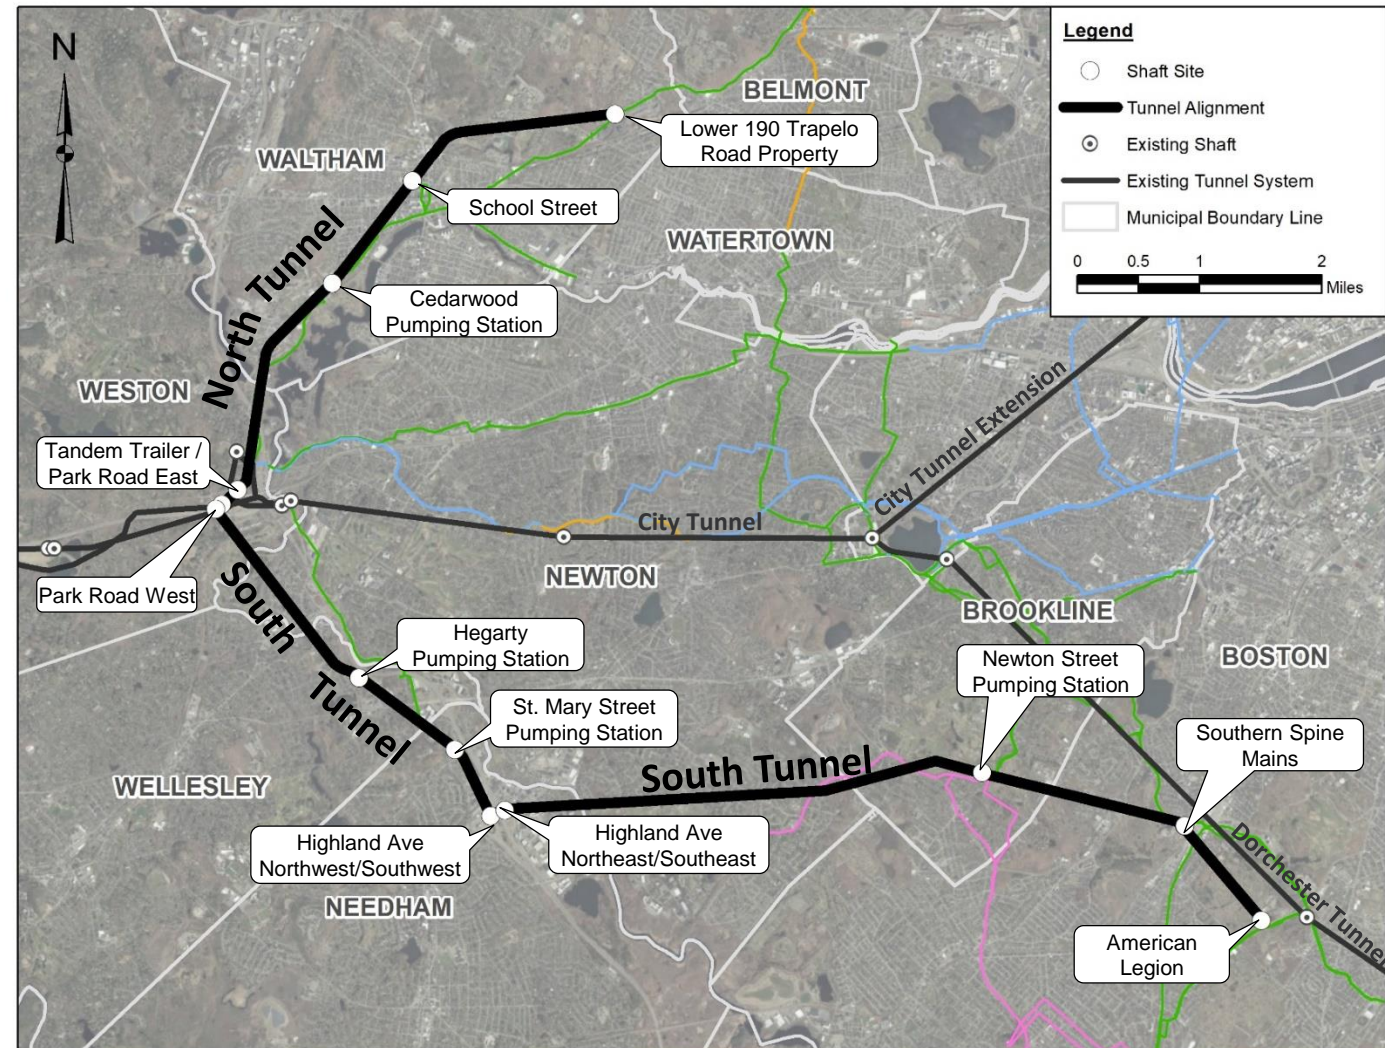 N
Legend
Shaft Site
Tunnel Alignment
Existing Shaft
Existing Tunnel System
Municipal Boundary Line
0 0.5 1 2
Miles
BELMONT
Lower 190 Trapelo
Road Property
WALTHAM
School Street
WATERTOWN
North Tunnel
Cedarwood
Pumping Station
WESTON
Tandem Trailer /
Park Road East
City Tunnel Extension
City Tunnel
NEWTON
Park Road West
South
Tunnel
BROOKLINE
Hegarty
Pumping Station
Newton Street
Pumping Station
BOSTON
St. Mary Street
Pumping Station
Southern Spine
Mains
South Tunnel
WELLESLEY
Highland Ave
Northwest/Southwest
Highland Ave
Northeast/Southeast
Dorchester Tunnel
NEEDHAM
American
Legion